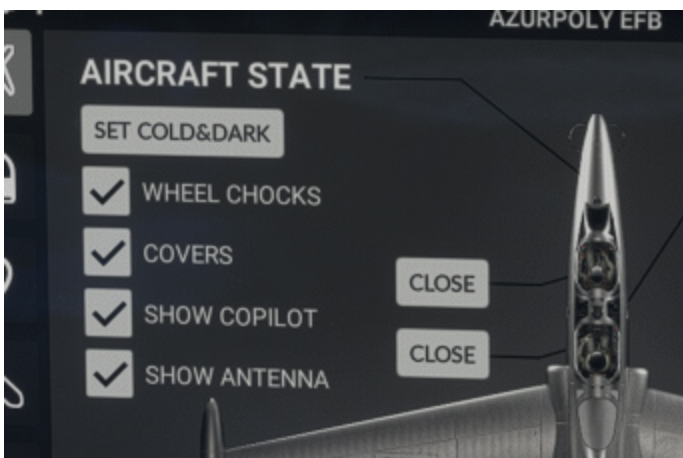 AZURPOLY EFB
AIRCRAFT STATE
SET COLD&DARK
WHEEL CHOCKS
COVERS
CLOSE
SHOW COPILOT
CLOSE
SHOW ANTENNA